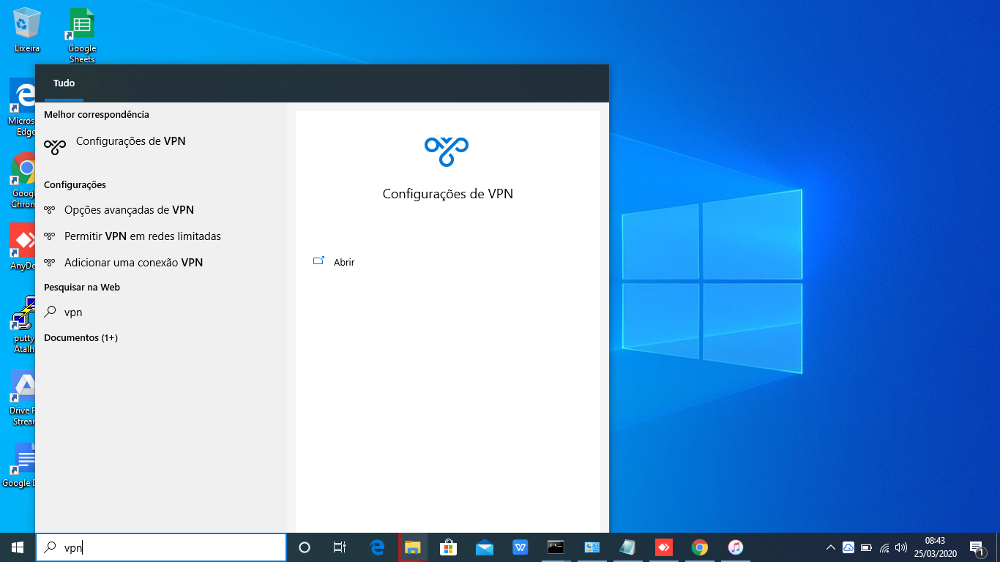 Lixeira
Google
Sheets
Tudo
Melhor correspondência
Configurações de VPN
Configurações
Opções avançadas de VPN
Permitir VPN em redes limitadas
Adicionar uma conexão VPN
Pesquisar na Web
vpn
Documentos (1+)
Configurações de VPN
Abrir
Micros
Edge
Goog
Chrom
AnyDe
putty
Atalh
Drive F
Strea
Google D
vpn
08:43
25/03/2020
1